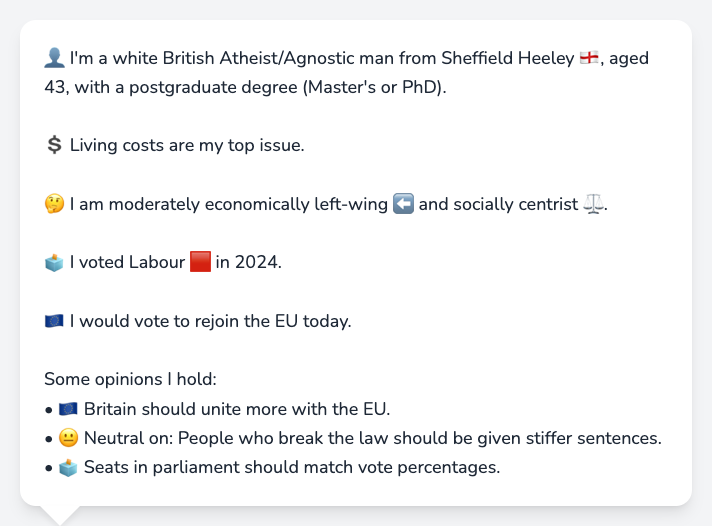 👤 I'm a white British Atheist/Agnostic man from Sheffield Heeley 🏴󠁧󠁢󠁥󠁮󠁧󠁿, aged
43, with a postgraduate degree (Master's or PhD).
💲 Living costs are my top issue.
🤔 I am moderately economically left-wing ⬅️ and socially centrist ⚖️.
🗳️ I voted Labour 🟥 in 2024.
🇪🇺 I would vote to rejoin the EU today.
Some opinions I hold:
• 🇪🇺 Britain should unite more with the EU.
• 😐 Neutral on: People who break the law should be given stiffer sentences.
• 🗳️ Seats in parliament should match vote percentages.